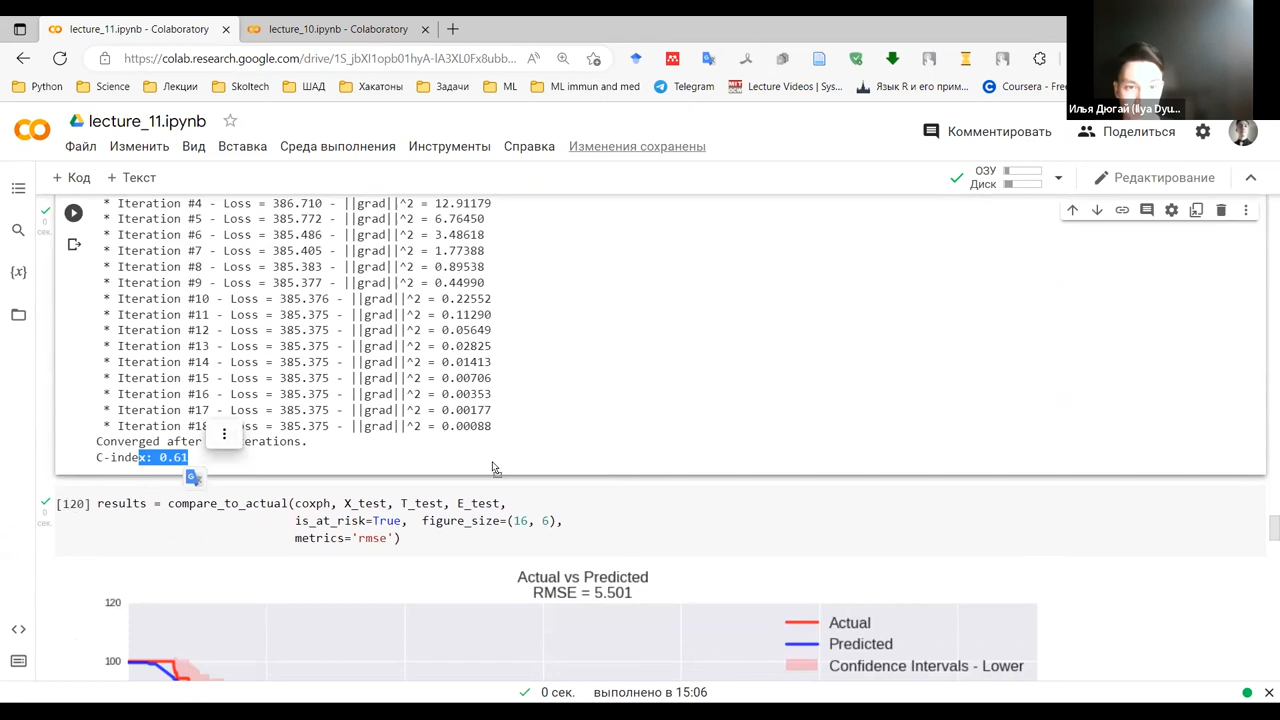 lecture_11.ipynb - Colaboratory
lecture_10.ipynb - Colaboratory
https://colab.research.google.com/drive/1S_jbXl1opb01hyA-lA3XL0Fx8ubb...
Python
Science
Лекции
Skoltech
ШАД
Хакатоны
Задачи
ML
ML immun and med
Telegram
Lecture Videos | Sys...
Язык R и его прим...
Coursera - Free
Илья Дюгай (Ilya Dyu...
lecture_11.ipynb
Комментировать
Поделиться
Файл Изменить Вид Вставка Среда выполнения Инструменты Справка Изменения сохранены
+ Код + Текст
ОЗУ
Диск
Редактирование
* Iteration #4 - Loss = 386.710 - ||grad||^2 = 12.91179
* Iteration #5 - Loss = 385.772 - ||grad||^2 = 6.76450
* Iteration #6 - Loss = 385.486 - ||grad||^2 = 3.48618
* Iteration #7 - Loss = 385.405 - ||grad||^2 = 1.77388
* Iteration #8 - Loss = 385.383 - ||grad||^2 = 0.89538
* Iteration #9 - Loss = 385.377 - ||grad||^2 = 0.44990
* Iteration #10 - Loss = 385.376 - ||grad||^2 = 0.22552
* Iteration #11 - Loss = 385.375 - ||grad||^2 = 0.11290
* Iteration #12 - Loss = 385.375 - ||grad||^2 = 0.05649
* Iteration #13 - Loss = 385.375 - ||grad||^2 = 0.02825
* Iteration #14 - Loss = 385.375 - ||grad||^2 = 0.01413
* Iteration #15 - Loss = 385.375 - ||grad||^2 = 0.00706
* Iteration #16 - Loss = 385.375 - ||grad||^2 = 0.00353
* Iteration #17 - Loss = 385.375 - ||grad||^2 = 0.00177
* Iteration #18 Loss = 385.375 - ||grad||^2 = 0.00088
Converged after iterations.
C-index: 0.61
0
сек.
[120] results = compare_to_actual(coxph, X_test, T_test, E_test,
is_at_risk=True, figure_size=(16, 6),
metrics='rmse')
0
сек.
Actual vs Predicted
RMSE = 5.501
120
100
Actual
Predicted
Confidence Intervals - Lower
0 сек. выполнено в 15:06